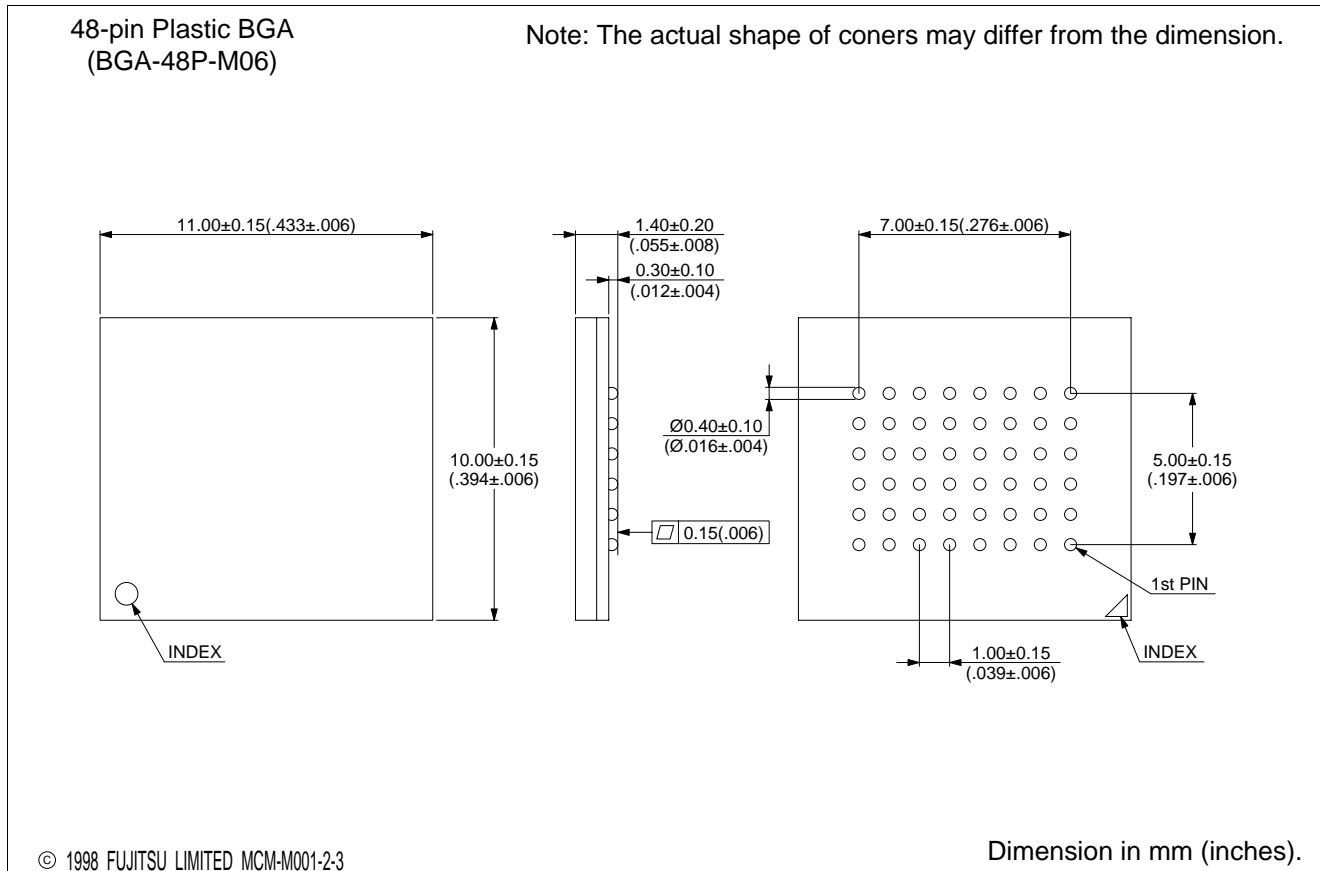 48-pin Plastic BGA
(BGA-48P-M06)
Note: The actual shape of coners may differ from the dimension.
11.00±0.15(.433±.006)
1.40±0.20
(.055±.008)
0.30±0.10
(.012±.004)
7.00±0.15(.276±.006)
Ø0.40±0.10
(Ø.016±.004)
10.00±0.15
(.394±.006)
5.00±0.15
(.197±.006)
0.15(.006)
1st PIN
INDEX
1.00±0.15
(.039±.006)
INDEX
© 1998 FUJITSU LIMITED MCM-M001-2-3
Dimension in mm (inches).